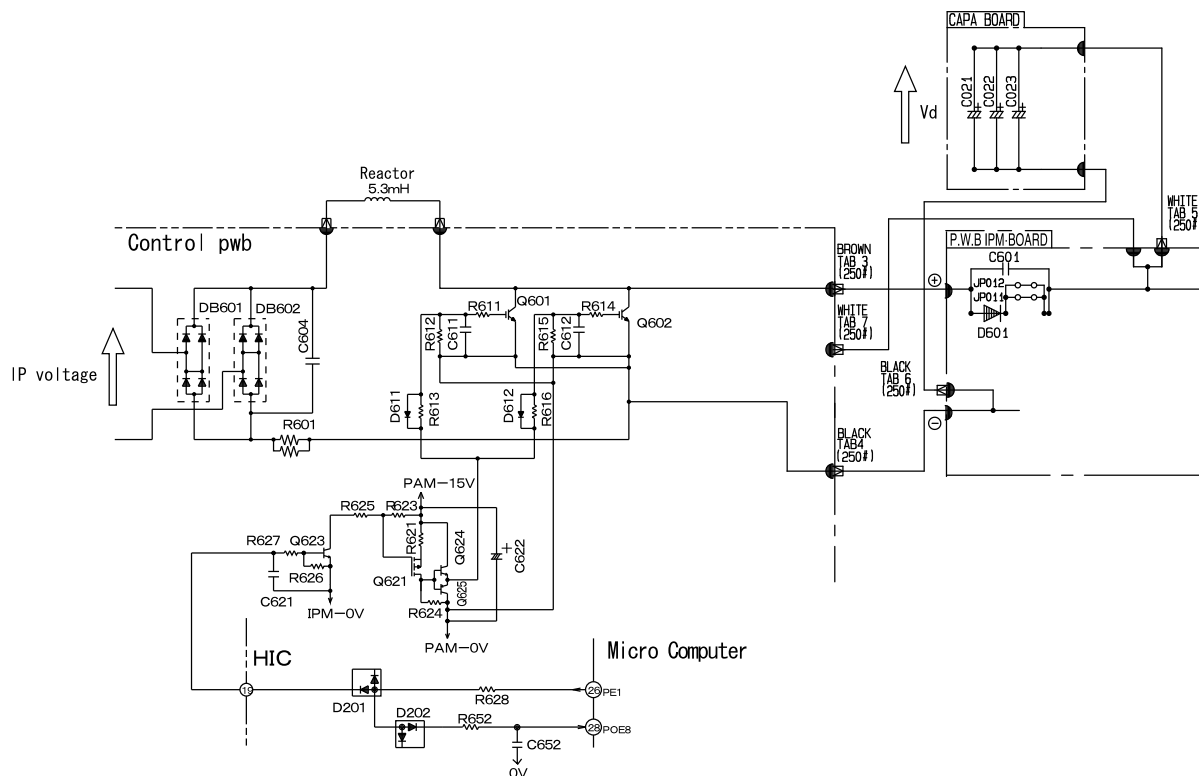 CAPA BOARD
C021
C022
C023
Vd
Reactor
5.3mH
WHITE
TAB 5
(250#)
Control pwb
BROWN
TAB 3
(250#)
P.W.B IPM-BOARD
C601
JP012
JP011
D601
+
DB601
DB602
C604
R611
Q601
R614
Q602
R612
C611
R615
C612
WHITE
TAB 7
(250#)
IP voltage
BLACK
TAB 6
(250#)
D611
R613
D612
R616
R601
BLACK
TAB4
(250#)
−
PAM-15V
R625
R623
R621
Q624
C622
R627
Q623
R626
Q621
Q625
C621
R624
IPM-0V
PAM-0V
HIC
Micro Computer
19
26 PE1
D201
R628
D202
R652
28 POE8
C652
0V